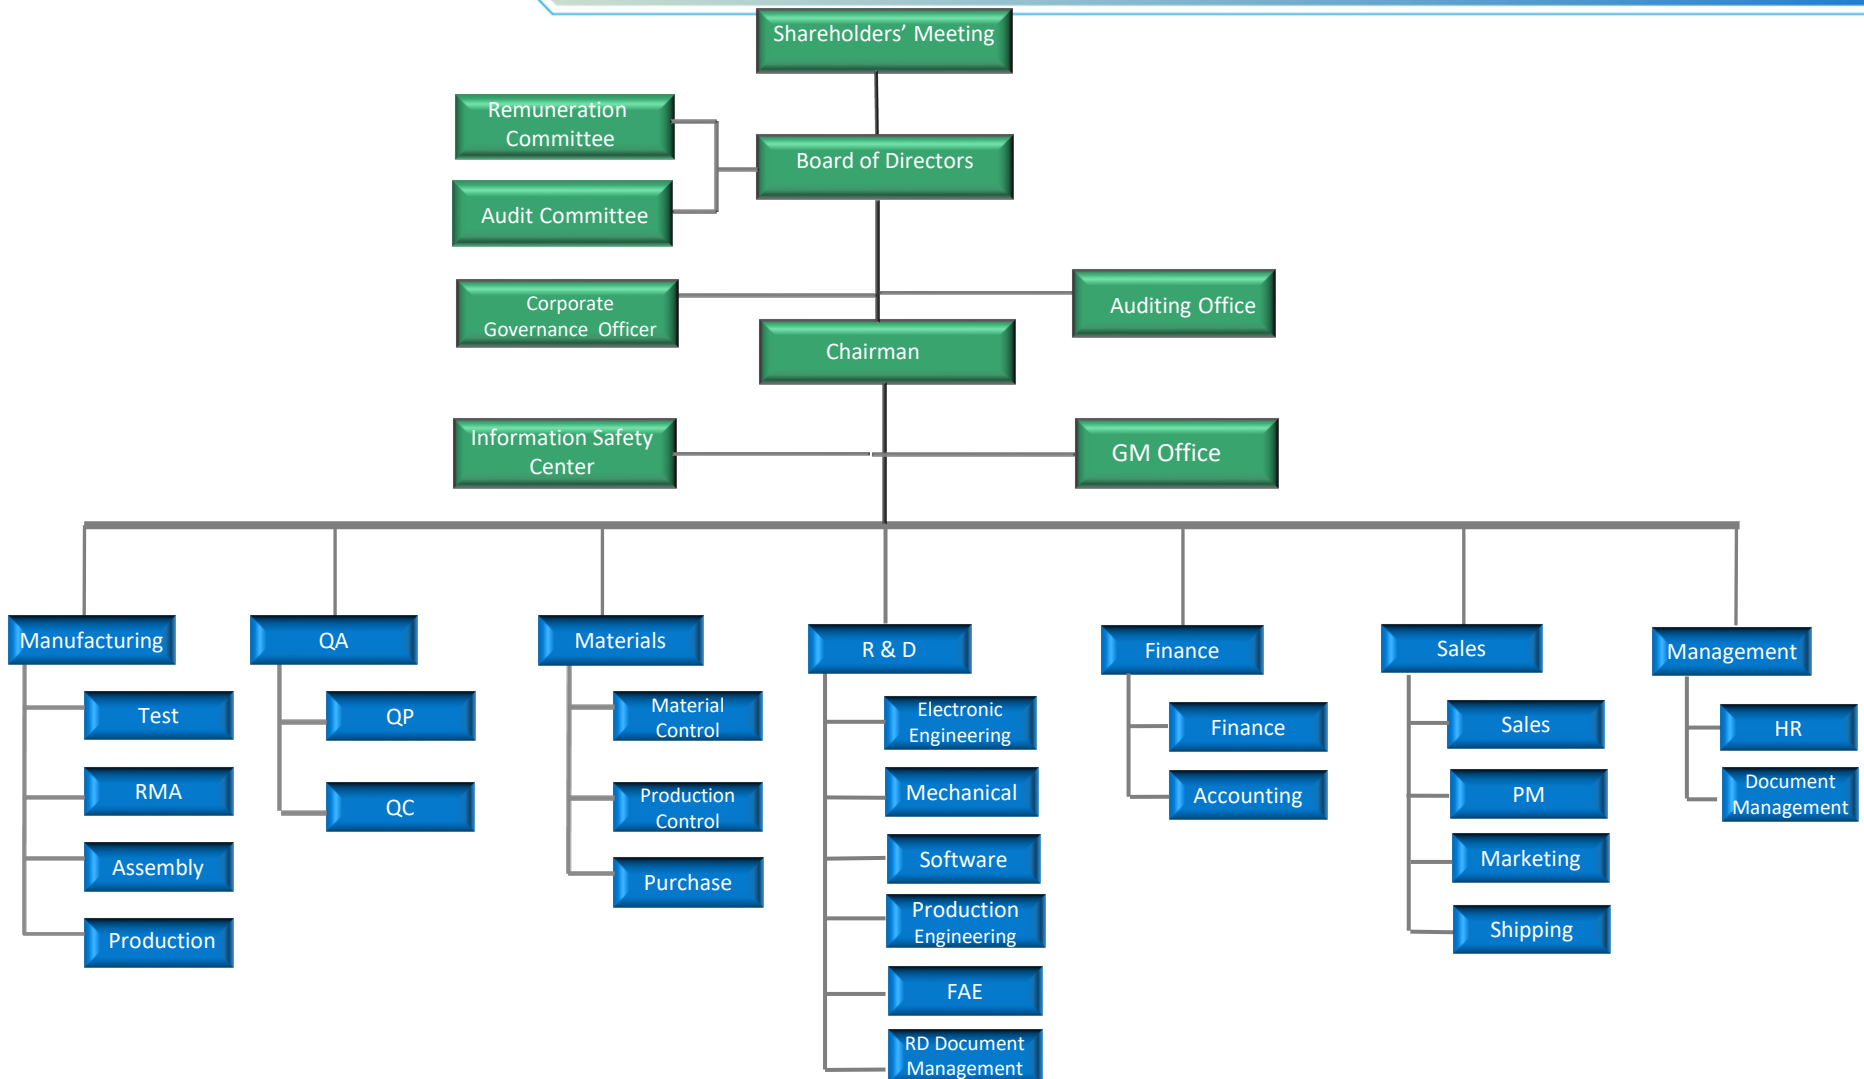 Shareholders’ Meeting
Remuneration
Committee
Board of Directors
Audit Committee
Corporate
Governance Officer
Auditing Office
Chairman
Information Safety
Center
GM Office
Manufacturing
Test
RMA
Assembly
Production
QA
QP
QC
Materials
Material
Control
Production
Control
Purchase
R & D
Electronic
Engineering
Mechanical
Software
Production
Engineering
FAE
RD Document
Management
Finance
Finance
Accounting
Sales
Sales
PM
Marketing
Shipping
Management
HR
Document
Management